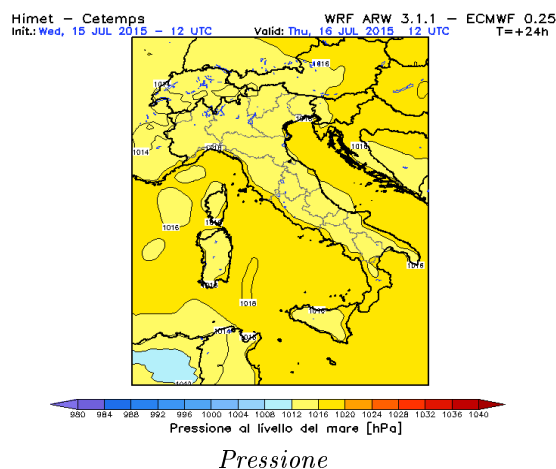 Himet - Cetemps WRF ARW 3.1.1 - ECMWF 0.25
Init.: Wed, 15 JUL 2015 - 12 UTC Valid: Thu, 16 JUL 2015 12 UTC T=+24h
1016
1014
1016
1016
1016
1018
1016
1016
1014
980 984 988 992 996 1000 1004 1008 1012 1016 1020 1024 1028 1032 1036 1040
Pressione al livello del mare [hPa]
Pressione